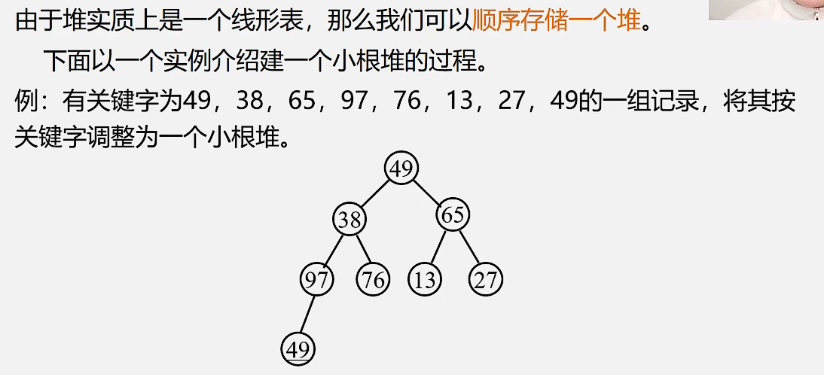 由于堆实质上是一个线形表，那么我们可以顺序存储一个堆。
下面以一个实例介绍建一个小根堆的过程。
例：有关键字为49，38，65，97，76，13，27，49的一组记录，将其按
关键字调整为一个小根堆。
49
38 65
97 76 13 27
49